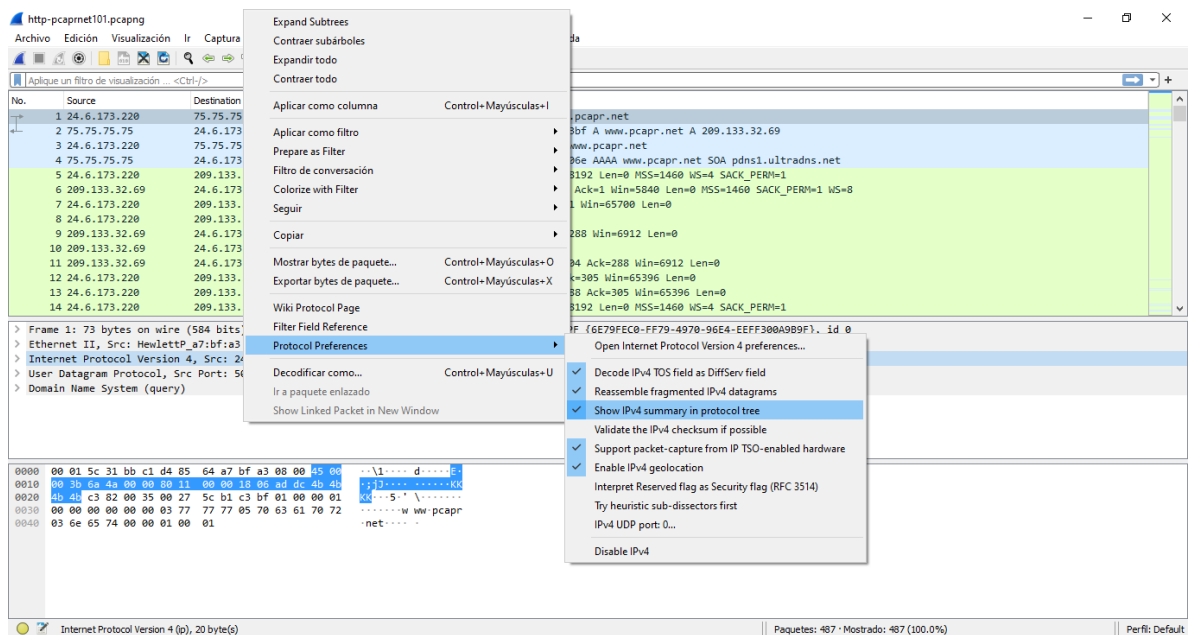 http-pcaprnet101.pcapng
Archivo Edición Visualización Ir Captura da
Aplique un filtro de visualización ... <Ctrl-/>
No. Source Destination
1 24.6.173.220 75.75.75 .pcapr.net
2 75.75.75.75 24.6.173 3bf A www.pcapr.net A 209.133.32.69
3 24.6.173.220 75.75.75 www.pcapr.net
4 75.75.75.75 24.6.173 06e AAAA www.pcapr.net SOA pdns1.ultradns.net
5 24.6.173.220 209.133. 8192 Len=0 MSS=1460 WS=4 SACK_PERM=1
6 209.133.32.69 24.6.173 Ack=1 Win=5840 Len=0 MSS=1460 SACK_PERM=1 WS=8
7 24.6.173.220 209.133. 1 Win=65700 Len=0
8 24.6.173.220 209.133.
9 209.133.32.69 24.6.173 288 Win=6912 Len=0
10 209.133.32.69 24.6.173
11 209.133.32.69 24.6.173 04 Ack=288 Win=6912 Len=0
12 24.6.173.220 209.133. k=305 Win=65396 Len=0
13 24.6.173.220 209.133. 88 Ack=305 Win=65396 Len=0
14 24.6.173.220 209.133. 8192 Len=0 MSS=1460 WS=4 SACK_PERM=1
Expand Subtrees
Contraer subárboles
Expandir todo
Contraer todo
Aplicar como columna Control+Mayúsculas+I
Aplicar como filtro
Prepare as Filter
Filtro de conversación
Colorize with Filter
Seguir
Copiar
Mostrar bytes de paquete... Control+Mayúsculas+O
Exportar bytes de paquete... Control+Mayúsculas+X
Wiki Protocol Page
Filter Field Reference
Protocol Preferences
Decodificar como... Control+Mayúsculas+U
Ir a paquete enlazado
Show Linked Packet in New Window
Frame 1: 73 bytes on wire (584 bits) PF_{6E79FEC0-FF79-4970-96E4-EEFF300A9B9F}, id 0
Ethernet II, Src: HewlettP_a7:bf:a3
Internet Protocol Version 4, Src: 24
User Datagram Protocol, Src Port: 50
Domain Name System (query)
Open Internet Protocol Version 4 preferences...
Decode IPv4 TOS field as DiffServ field
Reassemble fragmented IPv4 datagrams
Show IPv4 summary in protocol tree
Validate the IPv4 checksum if possible
Support packet-capture from IP TSO-enabled hardware
Enable IPv4 geolocation
Interpret Reserved flag as Security flag (RFC 3514)
Try heuristic sub-dissectors first
IPv4 UDP port: 0...
Disable IPv4
0000 00 01 5c 31 bb c1 d4 85 64 a7 bf a3 08 00 45 00 ··\1···· d·····E·
0010 00 3b 6a 4a 00 00 80 11 00 00 18 06 ad dc 4b 4b ·;jJ···· ······KK
0020 4b 4b c3 82 00 35 00 27 5c b1 c3 bf 01 00 00 01 KK···5·' \·······
0030 00 00 00 00 00 00 03 77 77 77 05 70 63 61 70 72 ·······w ww·pcapr
0040 03 6e 65 74 00 00 01 00 01 ·net···· ·
Internet Protocol Version 4 (ip), 20 byte(s) Paquetes: 487 · Mostrado: 487 (100.0%) Perfil: Default